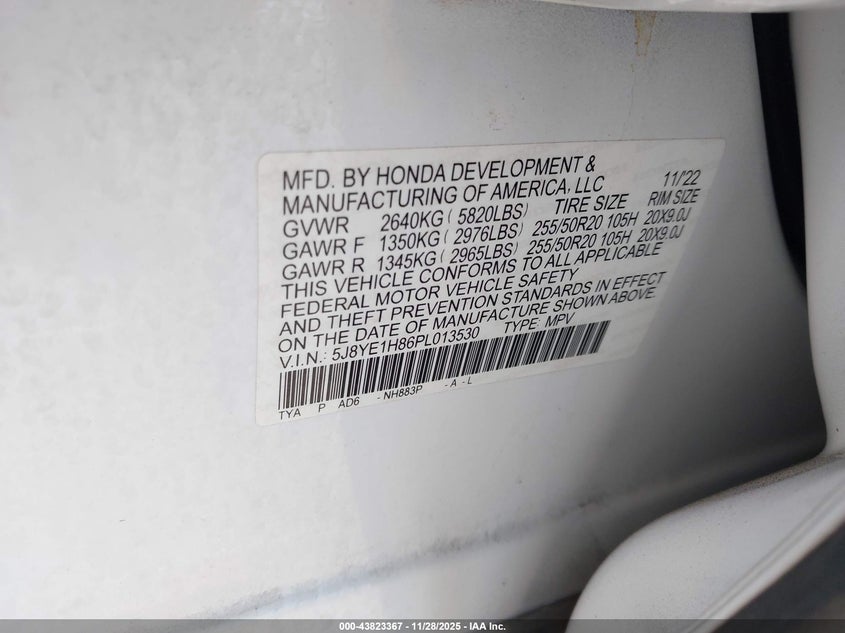 MFD. BY HONDA DEVELOPMENT &
MANUFACTURING OF AMERICA, LLC 11/'22
GVWR 2640KG ( 5820LBS) TIRE SIZE RIM SIZE
GAWR F 1350KG ( 2976LBS) 255/50R20 105H 20X9.0J
GAWR R 1345KG ( 2965LBS) 255/50R20 105H 20X9.0J
THIS VEHICLE CONFORMS TO ALL APPLICABLE
FEDERAL MOTOR VEHICLE SAFETY
AND THEFT PREVENTION STANDARDS IN EFFECT
ON THE DATE OF MANUFACTURE SHOWN ABOVE.
V.I.N.: 5J8YE1H86PL013530 TYPE: MPV
TYA P AD6 - NH883P - A - L
000-43823367 | 11/28/2025 - IAA Inc.